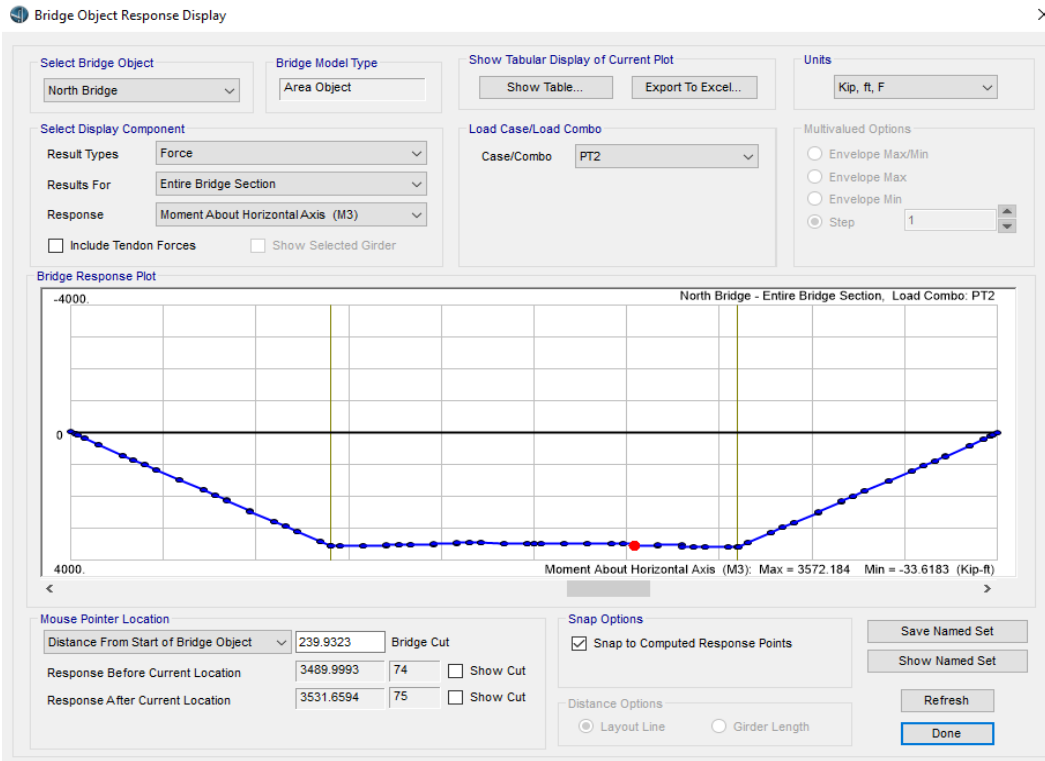 Bridge Object Response Display
Select Bridge Object
North Bridge
Bridge Model Type
Area Object
Show Tabular Display of Current Plot
Show Table...
Export To Excel...
Units
Kip, ft, F
Select Display Component
Result Types
Force
Results For
Entire Bridge Section
Response
Moment About Horizontal Axis (M3)
Include Tendon Forces
Show Selected Girder
Load Case/Load Combo
Case/Combo
PT2
Multivalued Options
Envelope Max/Min
Envelope Max
Envelope Min
Step
1
Bridge Response Plot
-4000.
North Bridge - Entire Bridge Section, Load Combo: PT2
0
4000.
Moment About Horizontal Axis (M3): Max = 3572.184 Min = -33.6183 (Kip-ft)
Mouse Pointer Location
Distance From Start of Bridge Object
239.9323
Bridge Cut
Response Before Current Location
3489.9993
74
Show Cut
Response After Current Location
3531.6594
75
Show Cut
Snap Options
Snap to Computed Response Points
Distance Options
Layout Line
Girder Length
Save Named Set
Show Named Set
Refresh
Done